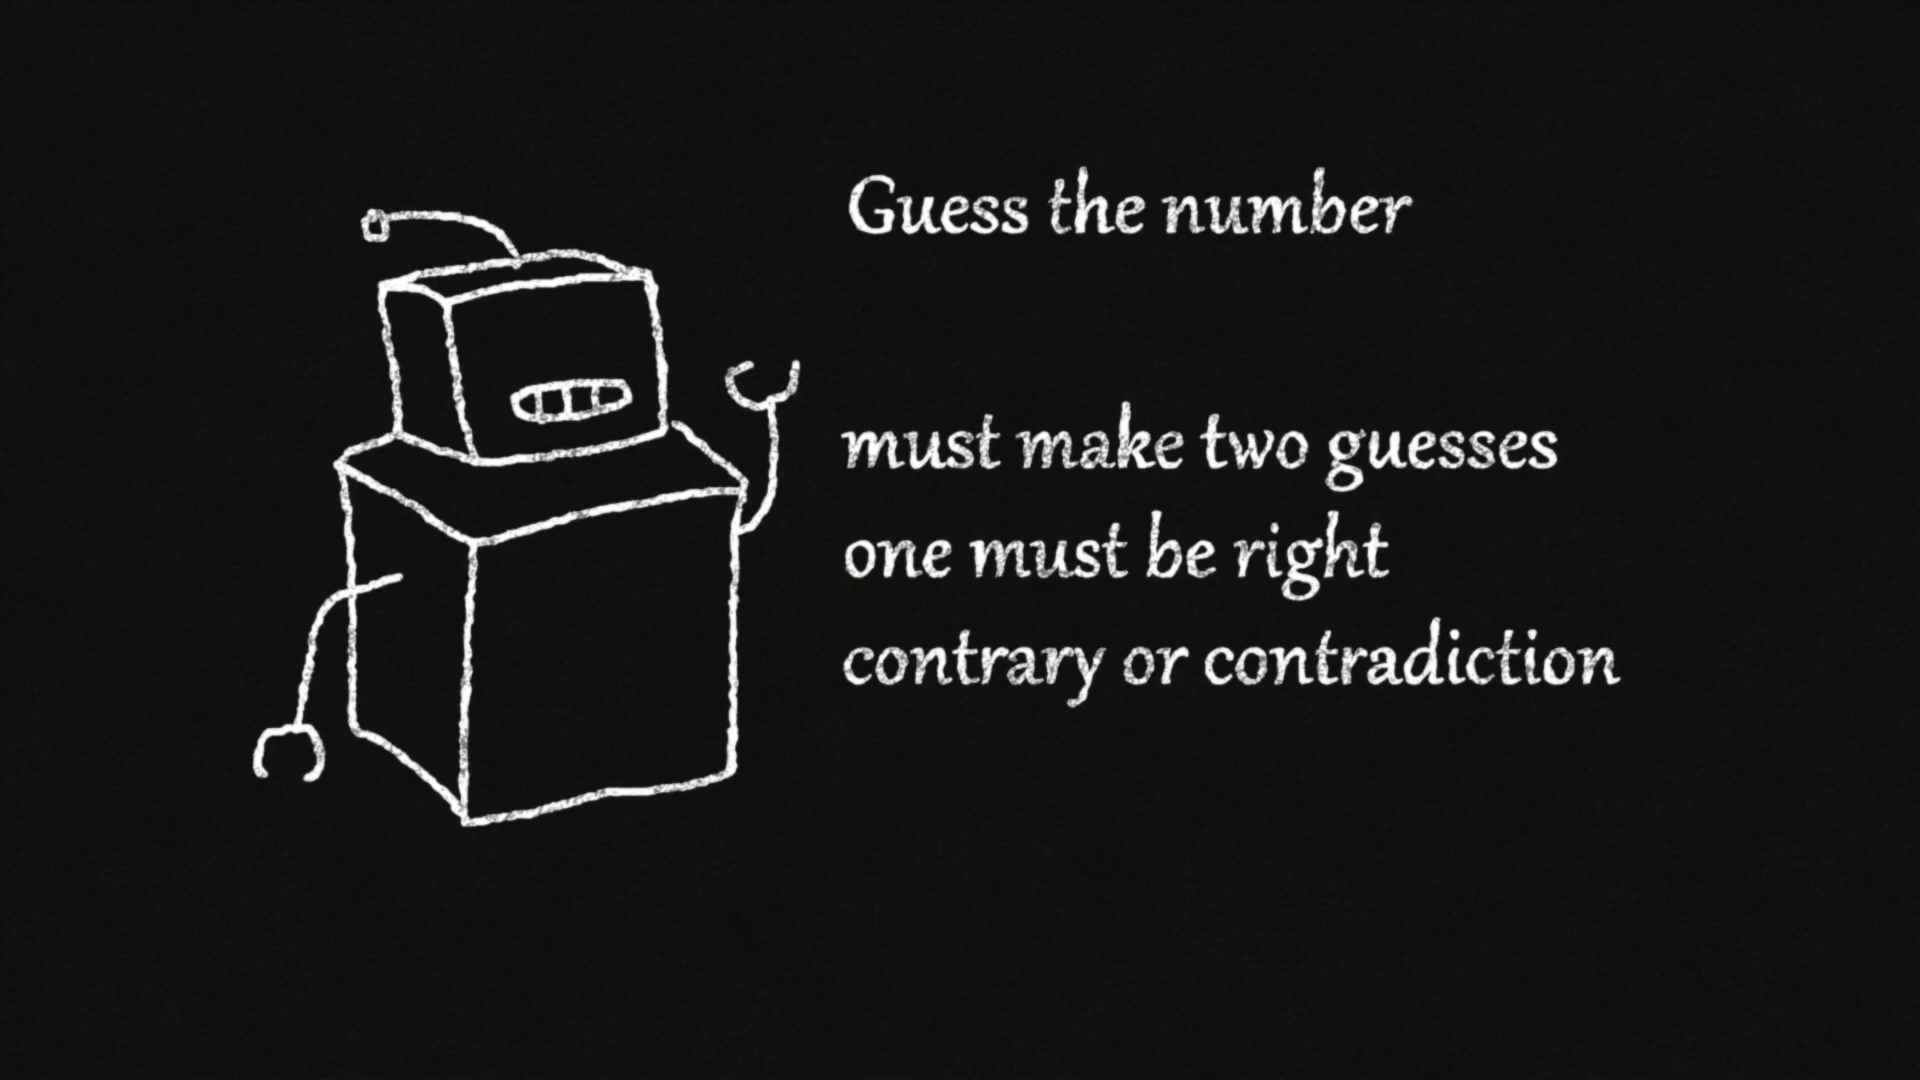 Guess the number
must make two guesses
one must be right
contrary or contradiction